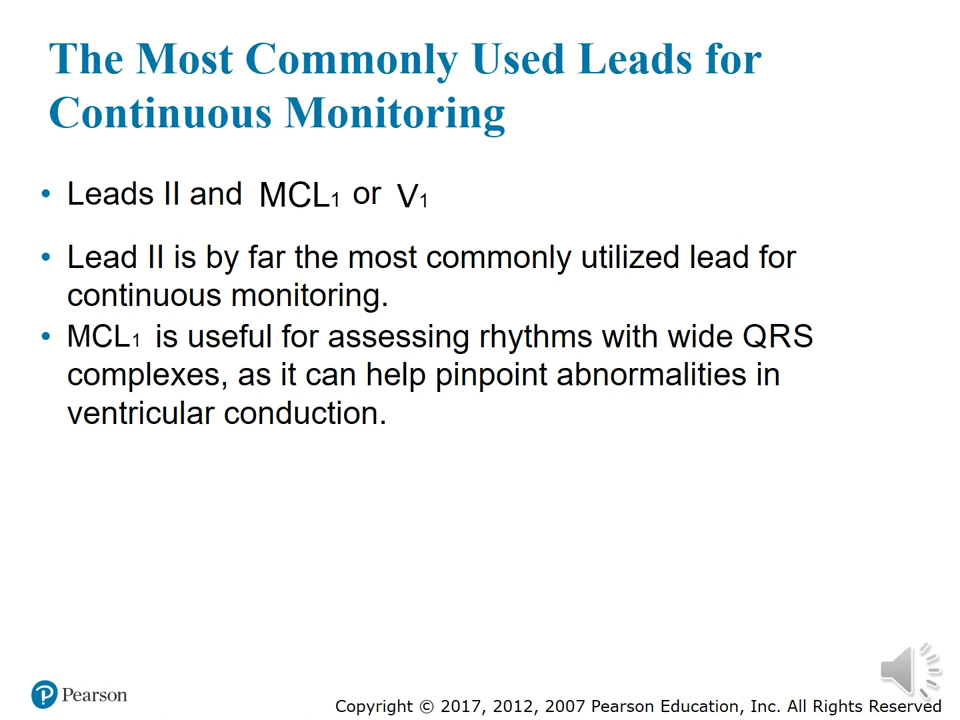 The Most Commonly Used Leads for
Continuous Monitoring
• Leads II and MCL₁ or V₁
• Lead II is by far the most commonly utilized lead for
continuous monitoring.
• MCL₁ is useful for assessing rhythms with wide QRS
complexes, as it can help pinpoint abnormalities in
ventricular conduction.
P Pearson
Copyright © 2017, 2012, 2007 Pearson Education, Inc. All Rights Reserved